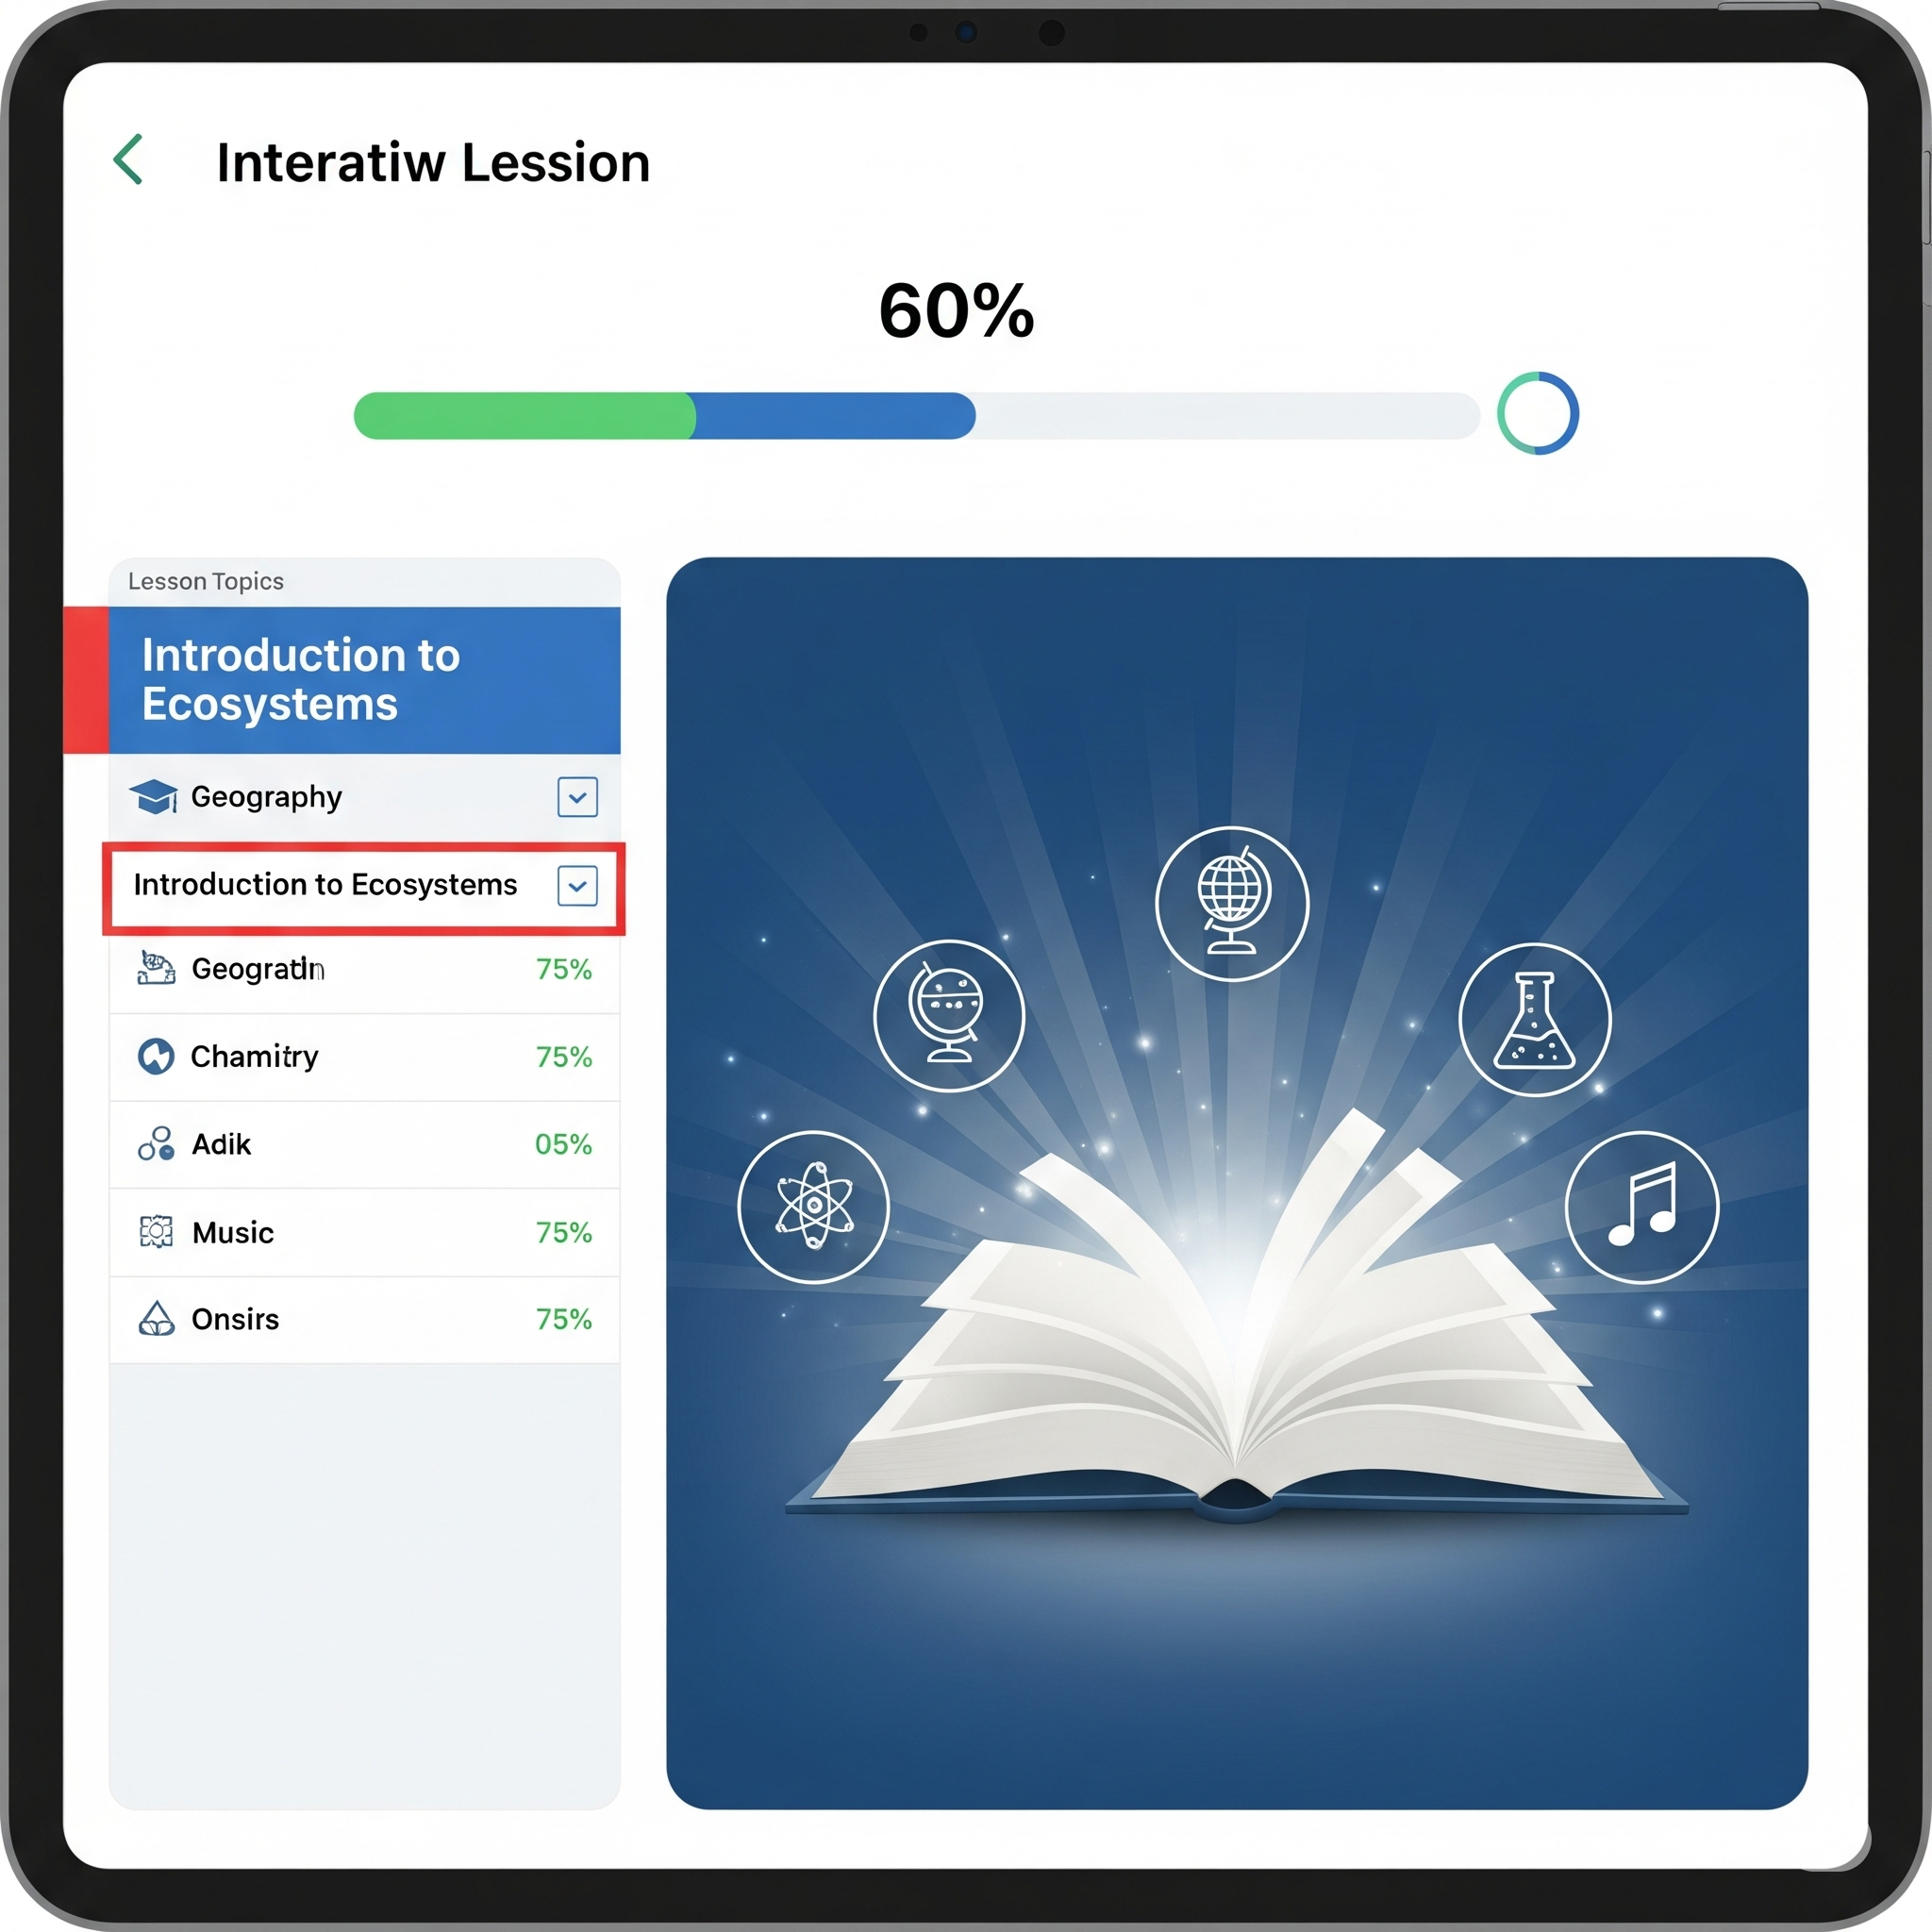 Interatiw Lession
60%
Lesson Topics
Introduction to
Ecosystems
Geography
Introduction to Ecosystems
Geogratin 75%
Chamitry 75%
Adik 05%
Music 75%
Onsirs 75%